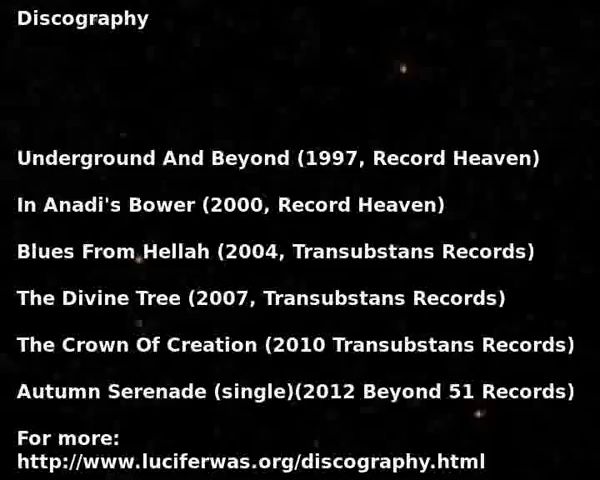 Discography
Underground And Beyond (1997, Record Heaven)
In Anadi's Bower (2000, Record Heaven)
Blues From Hellah (2004, Transubstans Records)
The Divine Tree (2007, Transubstans Records)
The Crown Of Creation (2010 Transubstans Records)
Autumn Serenade (single)(2012 Beyond 51 Records)
For more:
http://www.luciferwas.org/discography.html